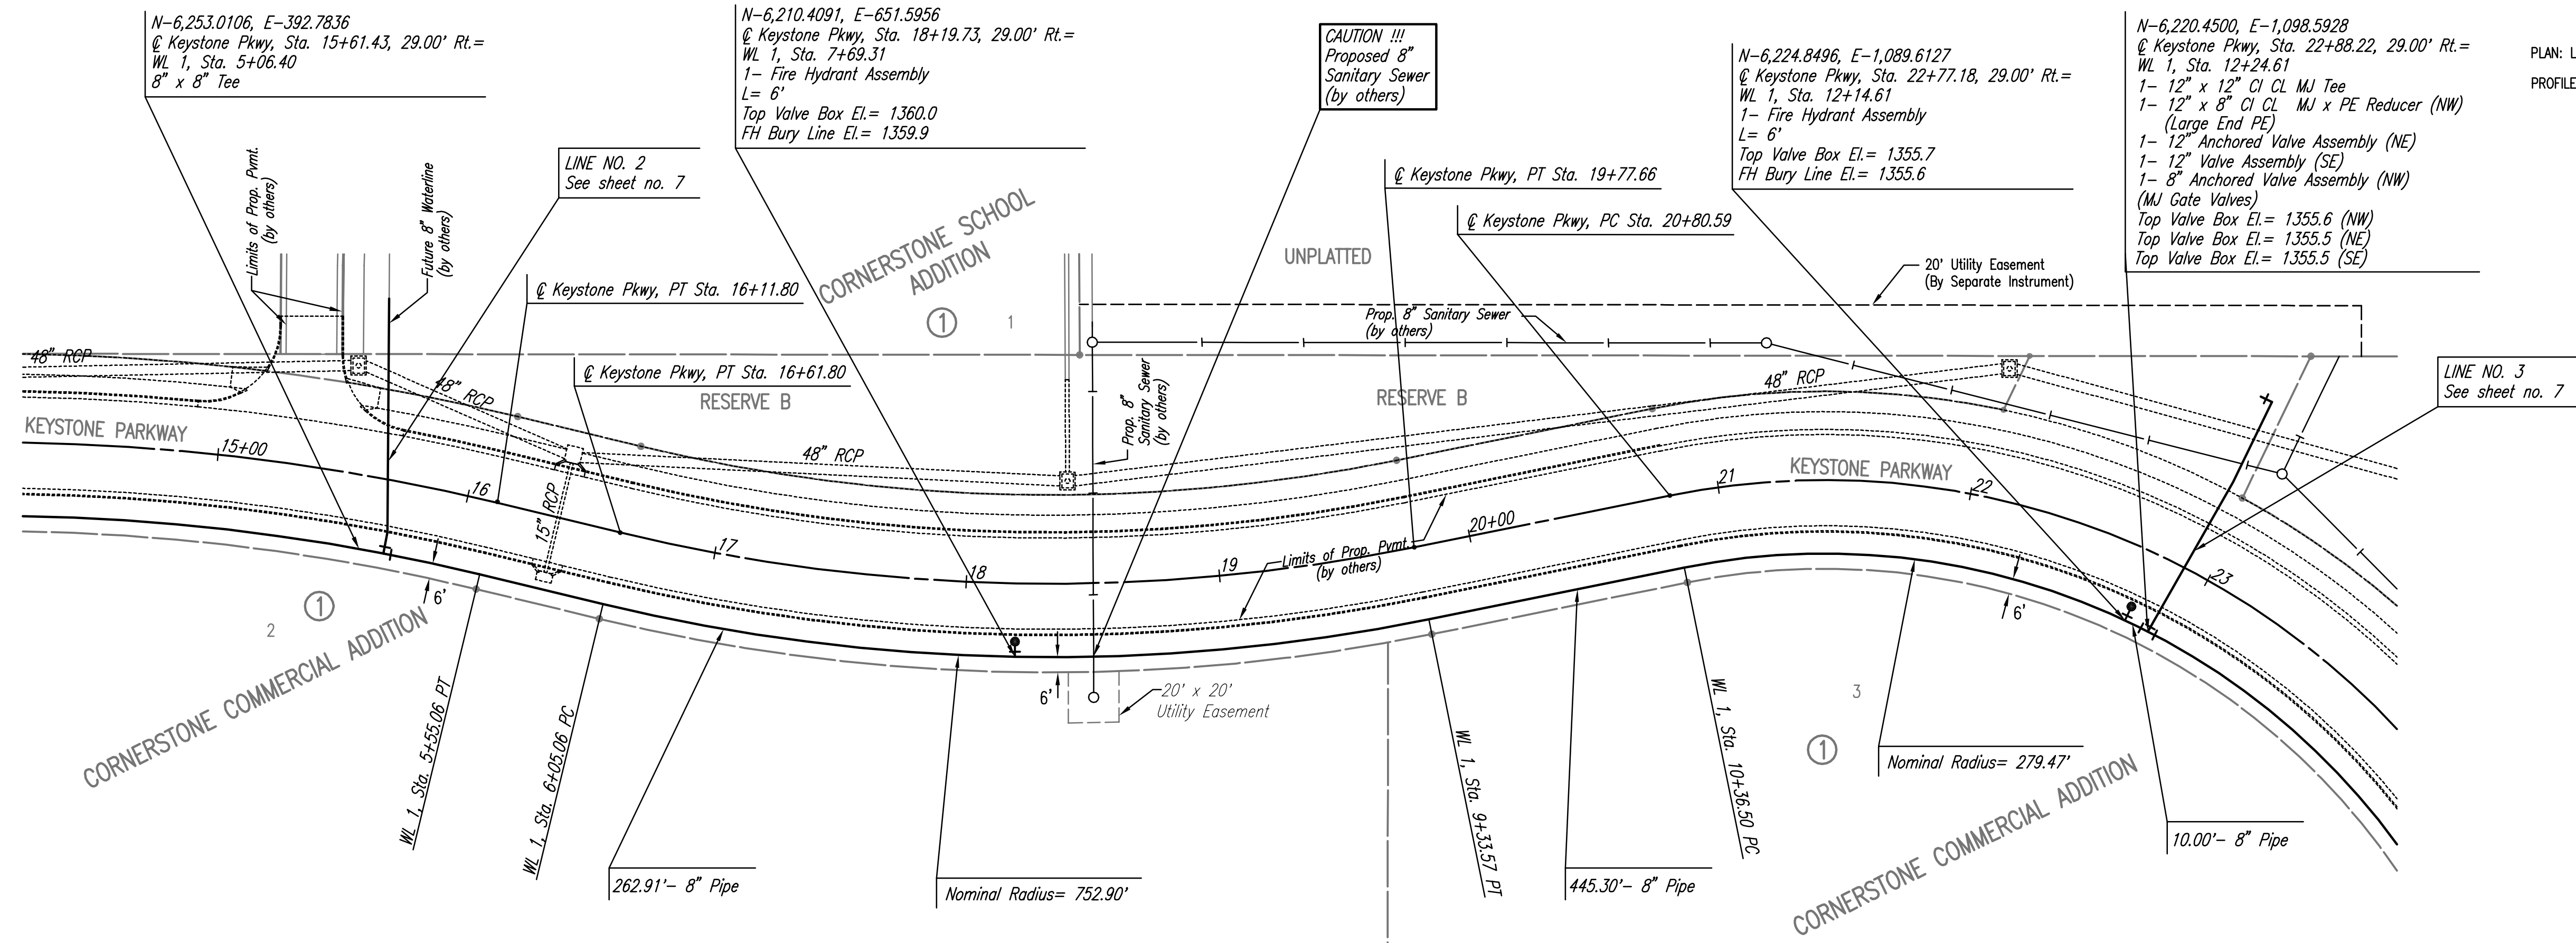 N-6,253.0106, E-392.7836
℄ Keystone Pkwy, Sta. 15+61.43, 29.00' Rt.=
WL 1, Sta. 5+06.40
8" x 8" Tee
N-6,210.4091, E-651.5956
℄ Keystone Pkwy, Sta. 18+19.73, 29.00' Rt.=
WL 1, Sta. 7+69.31
1- Fire Hydrant Assembly
L= 6'
Top Valve Box El.= 1360.0
FH Bury Line El.= 1359.9
CAUTION !!!
Proposed 8"
Sanitary Sewer
(by others)
N-6,224.8496, E-1,089.6127
℄ Keystone Pkwy, Sta. 22+77.18, 29.00' Rt.=
WL 1, Sta. 12+14.61
1- Fire Hydrant Assembly
L= 6'
Top Valve Box El.= 1355.7
FH Bury Line El.= 1355.6
N-6,220.4500, E-1,098.5928
℄ Keystone Pkwy, Sta. 22+88.22, 29.00' Rt.=
WL 1, Sta. 12+24.61
1- 12" x 12" CI CL MJ Tee
1- 12" x 8" CI CL MJ x PE Reducer (NW)
(Large End PE)
1- 12" Anchored Valve Assembly (NE)
1- 12" Valve Assembly (SE)
1- 8" Anchored Valve Assembly (NW)
(MJ Gate Valves)
Top Valve Box El.= 1355.6 (NW)
Top Valve Box El.= 1355.5 (NE)
Top Valve Box El.= 1355.5 (SE)
PLAN: L
PROFILE
Limits of Prop. Pvmt.
(by others)
Future 8" Waterline
(by others)
LINE NO. 2
See sheet no. 7
℄ Keystone Pkwy, PT Sta. 16+11.80
CORNERSTONE SCHOOL
ADDITION
1
1
UNPLATTED
℄ Keystone Pkwy, PT Sta. 19+77.66
℄ Keystone Pkwy, PC Sta. 20+80.59
20' Utility Easement
(By Separate Instrument)
Prop. 8" Sanitary Sewer
(by others)
48" RCP
48" RCP
℄ Keystone Pkwy, PT Sta. 16+61.80
RESERVE B
Prop. 8"
Sanitary Sewer
(by others)
RESERVE B
48" RCP
LINE NO. 3
See sheet no. 7
KEYSTONE PARKWAY
15+00
48" RCP
KEYSTONE PARKWAY
16
15" RCP
17
18
19
20+00
21
22
23
Limits of Prop. Pvmt.
(by others)
6'
6'
6'
1
2
CORNERSTONE COMMERCIAL ADDITION
20' x 20'
Utility Easement
3
1
WL 1, Sta. 5+55.06 PT
WL 1, Sta. 6+05.06 PC
WL 1, Sta. 9+33.57 PT
WL 1, Sta. 10+36.50 PC
Nominal Radius= 279.47'
CORNERSTONE COMMERCIAL ADDITION
10.00'- 8" Pipe
262.91'- 8" Pipe
Nominal Radius= 752.90'
445.30'- 8" Pipe